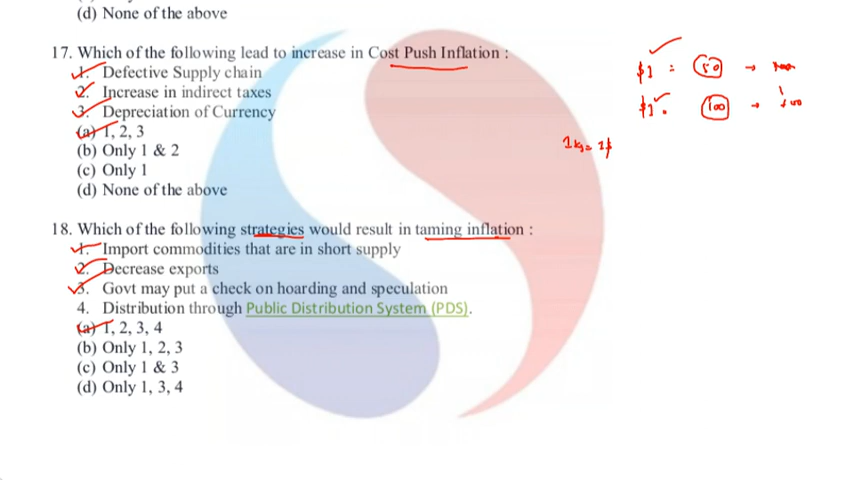 (d) None of the above
17. Which of the following lead to increase in Cost Push Inflation :
1. Defective Supply chain
2. Increase in indirect taxes
3. Depreciation of Currency
(a) 1, 2, 3
(b) Only 1 & 2
(c) Only 1
(d) None of the above
$1 = 50 →
$1. 100 →
1 kg = 1$
18. Which of the following strategies would result in taming inflation :
1. Import commodities that are in short supply
2. Decrease exports
3. Govt may put a check on hoarding and speculation
4. Distribution through Public Distribution System (PDS).
(a) 1, 2, 3, 4
(b) Only 1, 2, 3
(c) Only 1 & 3
(d) Only 1, 3, 4